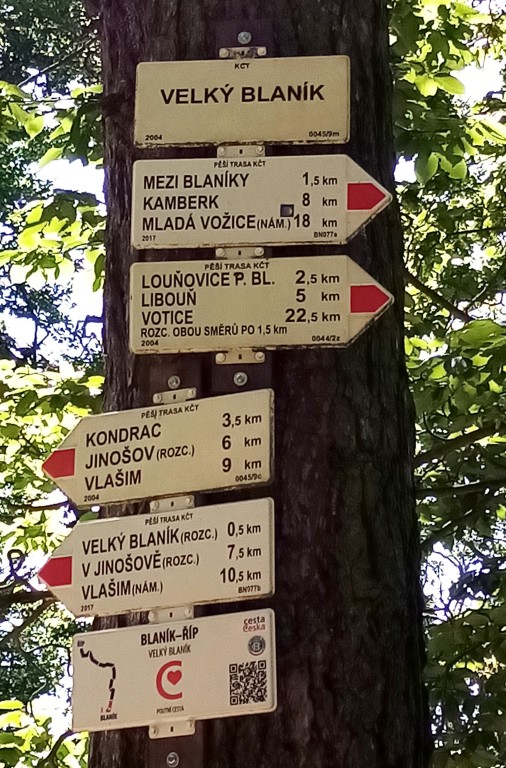 KČT
VELKÝ BLANÍK
2004 0045/9m
PĚŠÍ TRASA KČT
MEZI BLANÍKY 1,5 km
KAMBERK 8 km
MLADÁ VOŽICE (NÁM.) 18 km
2017 BN077a
PĚŠÍ TRASA KČT
LOUŇOVICE P. BL. 2,5 km
LIBOUŇ 5 km
VOTICE 22,5 km
ROZC. OBOU SMĚRŮ PO 1,5 km
2004 0044/2z
PĚŠÍ TRASA KČT
KONDRAC 3,5 km
JINOŠOV (ROZC.) 6 km
VLAŠIM 9 km
2004 0045/9c
PĚŠÍ TRASA KČT
VELKÝ BLANÍK (ROZC.) 0,5 km
V JINOŠOVĚ (ROZC.) 7,5 km
VLAŠIM (NÁM.) 10,5 km
2017 BN077b
BLANÍK–ŘÍP
VELKÝ BLANÍK
cesta
česka
ŘÍP
BLANÍK
POUTNÍ CESTA